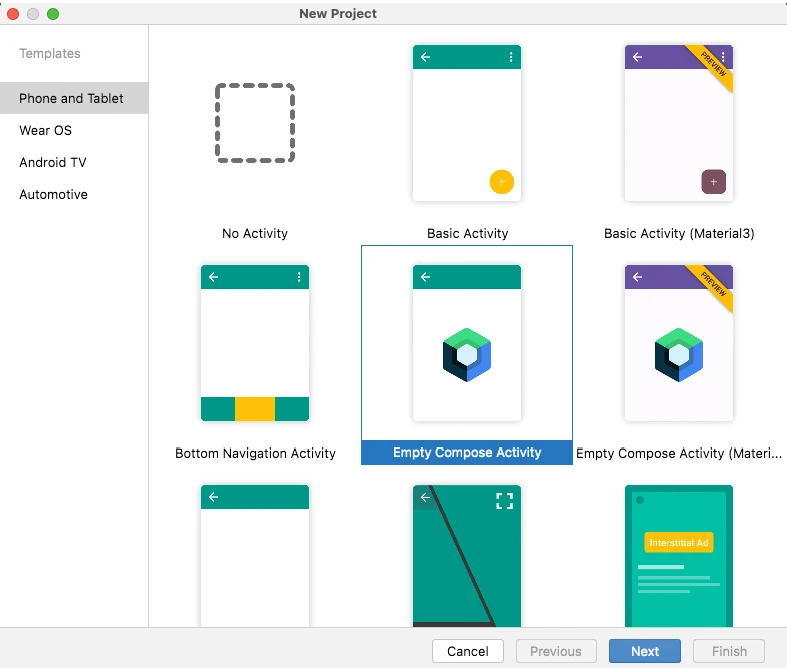 New Project
Templates
Phone and Tablet
Wear OS
Android TV
Automotive
PREVIEW
No Activity
Basic Activity
Basic Activity (Material3)
PREVIEW
Bottom Navigation Activity
Empty Compose Activity
Empty Compose Activity (Materi...
Interstitial Ad
Cancel
Previous
Next
Finish